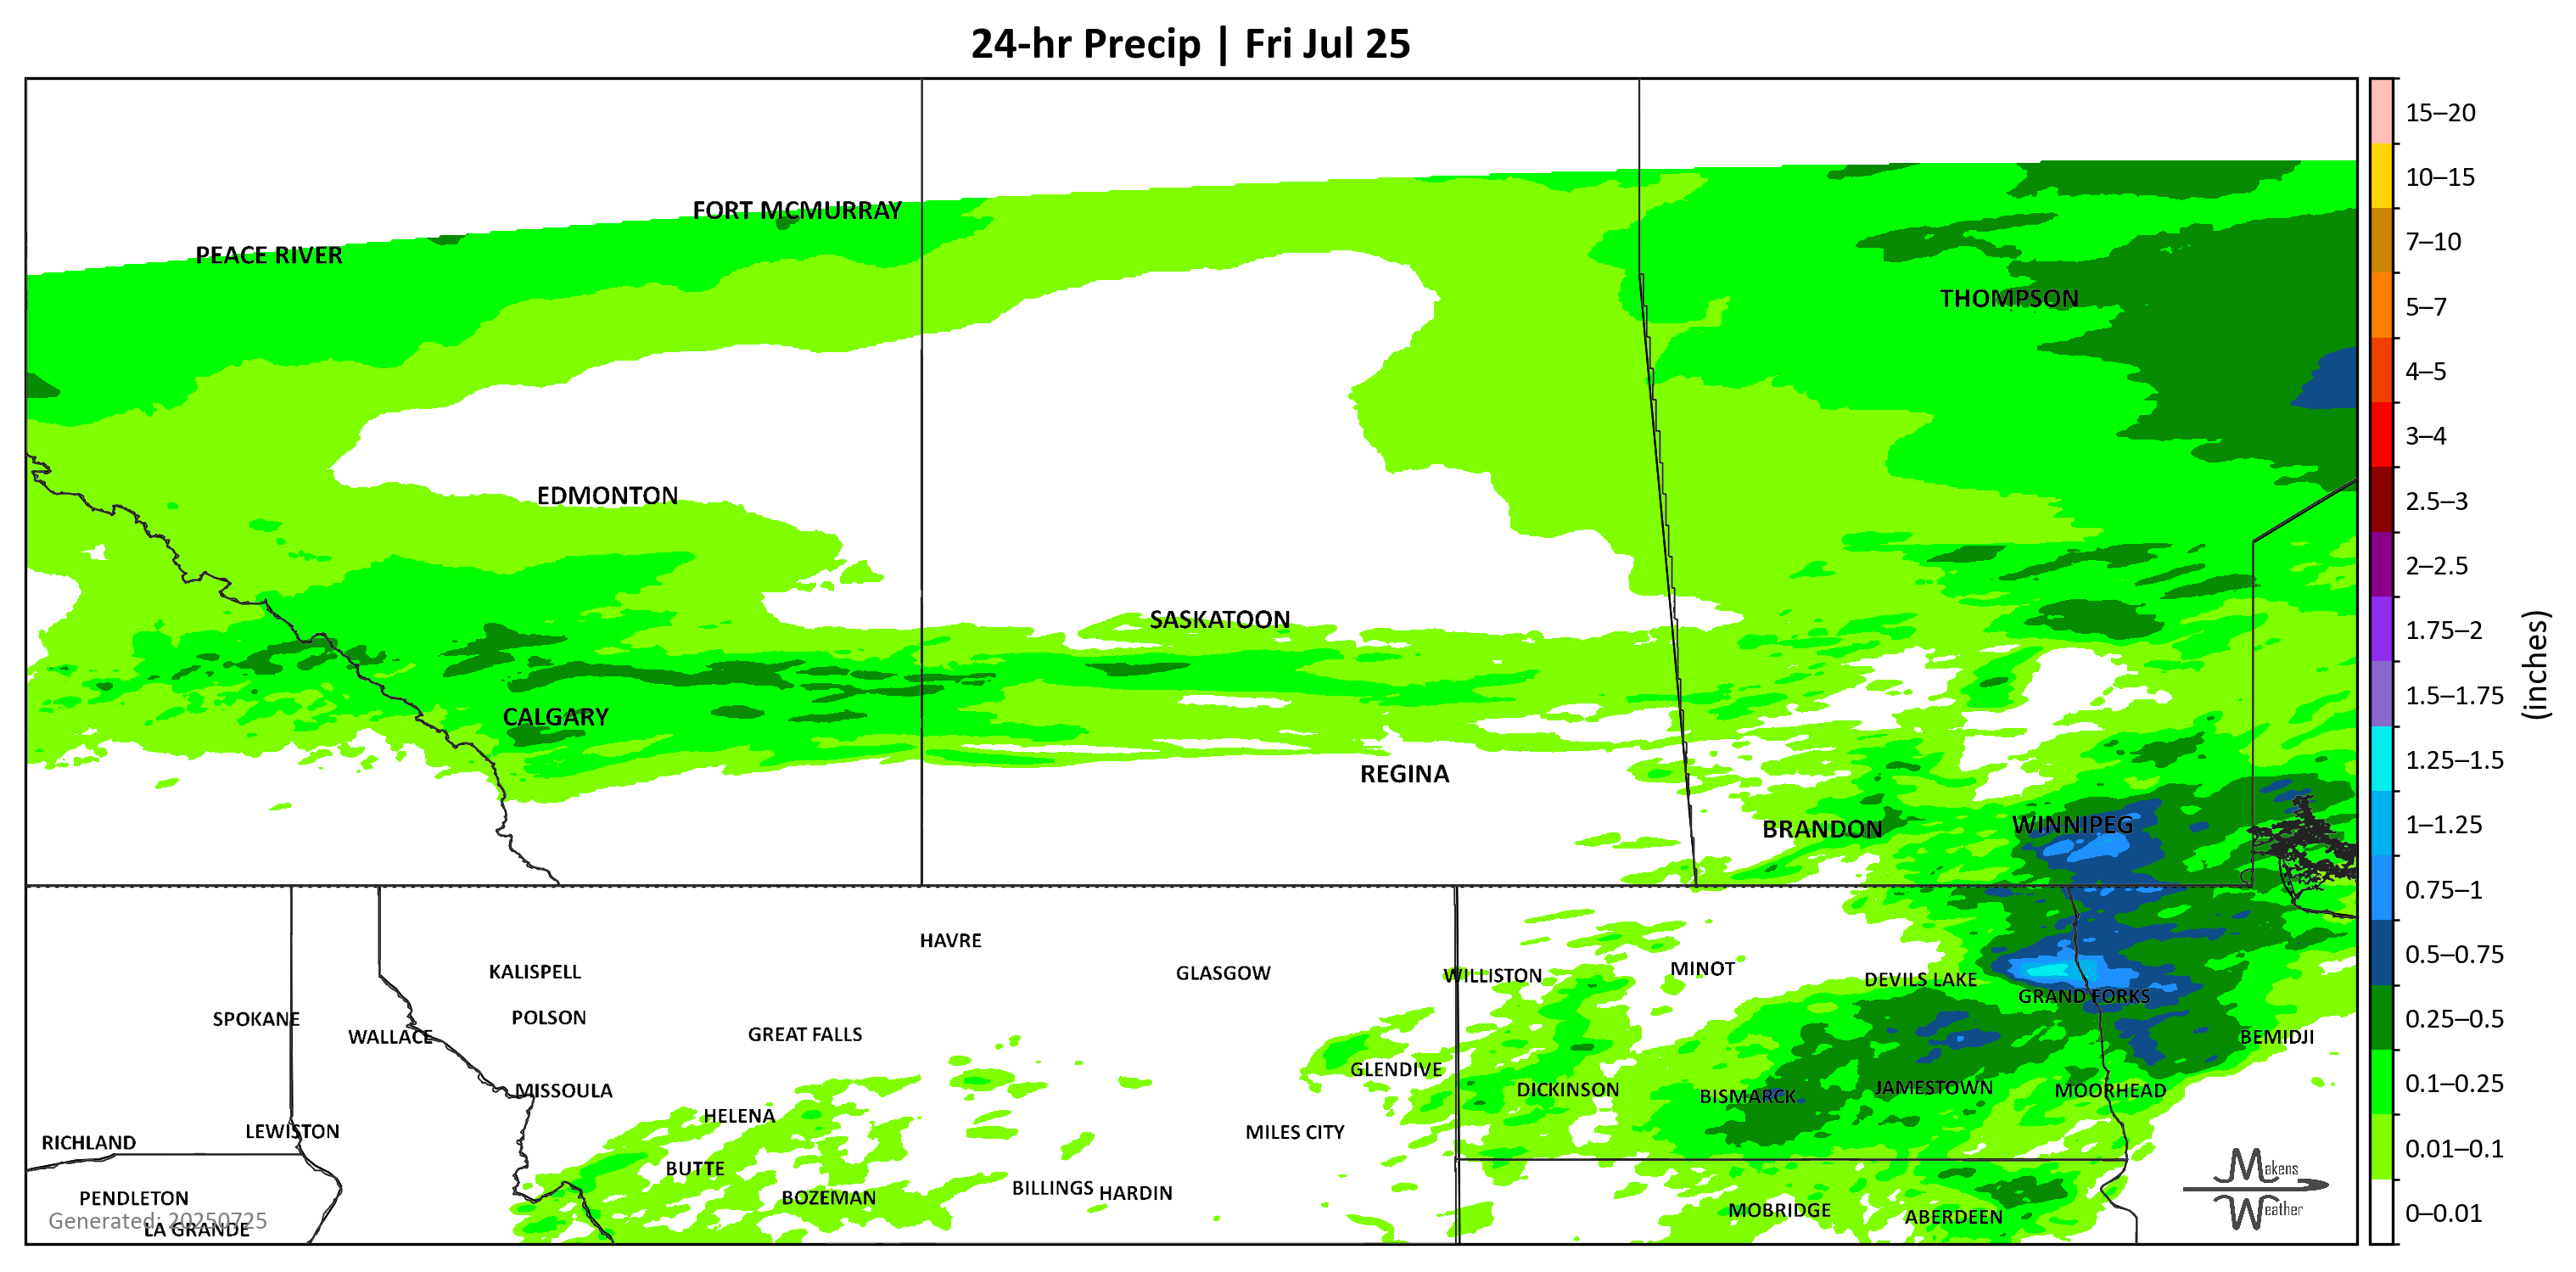 24-hr Precip | Fri Jul 25
FORT MCMURRAY
PEACE RIVER
THOMPSON
EDMONTON
SASKATOON
CALGARY
REGINA
BRANDON
WINNIPEG
HAVRE
KALISPELL
GLASGOW
WILLISTON
MINOT
DEVILS LAKE
GRAND FORKS
SPOKANE
POLSON
WALLACE
GREAT FALLS
BEMIDJI
GLENDIVE
MISSOULA
DICKINSON
BISMARCK
JAMESTOWN
MOORHEAD
HELENA
RICHLAND
LEWISTON
MILES CITY
BUTTE
PENDLETON
BOZEMAN
BILLINGS
HARDIN
MOBRIDGE
ABERDEEN
Generated: 20250725
LA GRANDE
Makens
Weather
15–20
10–15
7–10
5–7
4–5
3–4
2.5–3
2–2.5
1.75–2
1.5–1.75
1.25–1.5
1–1.25
0.75–1
0.5–0.75
0.25–0.5
0.1–0.25
0.01–0.1
0–0.01
(inches)